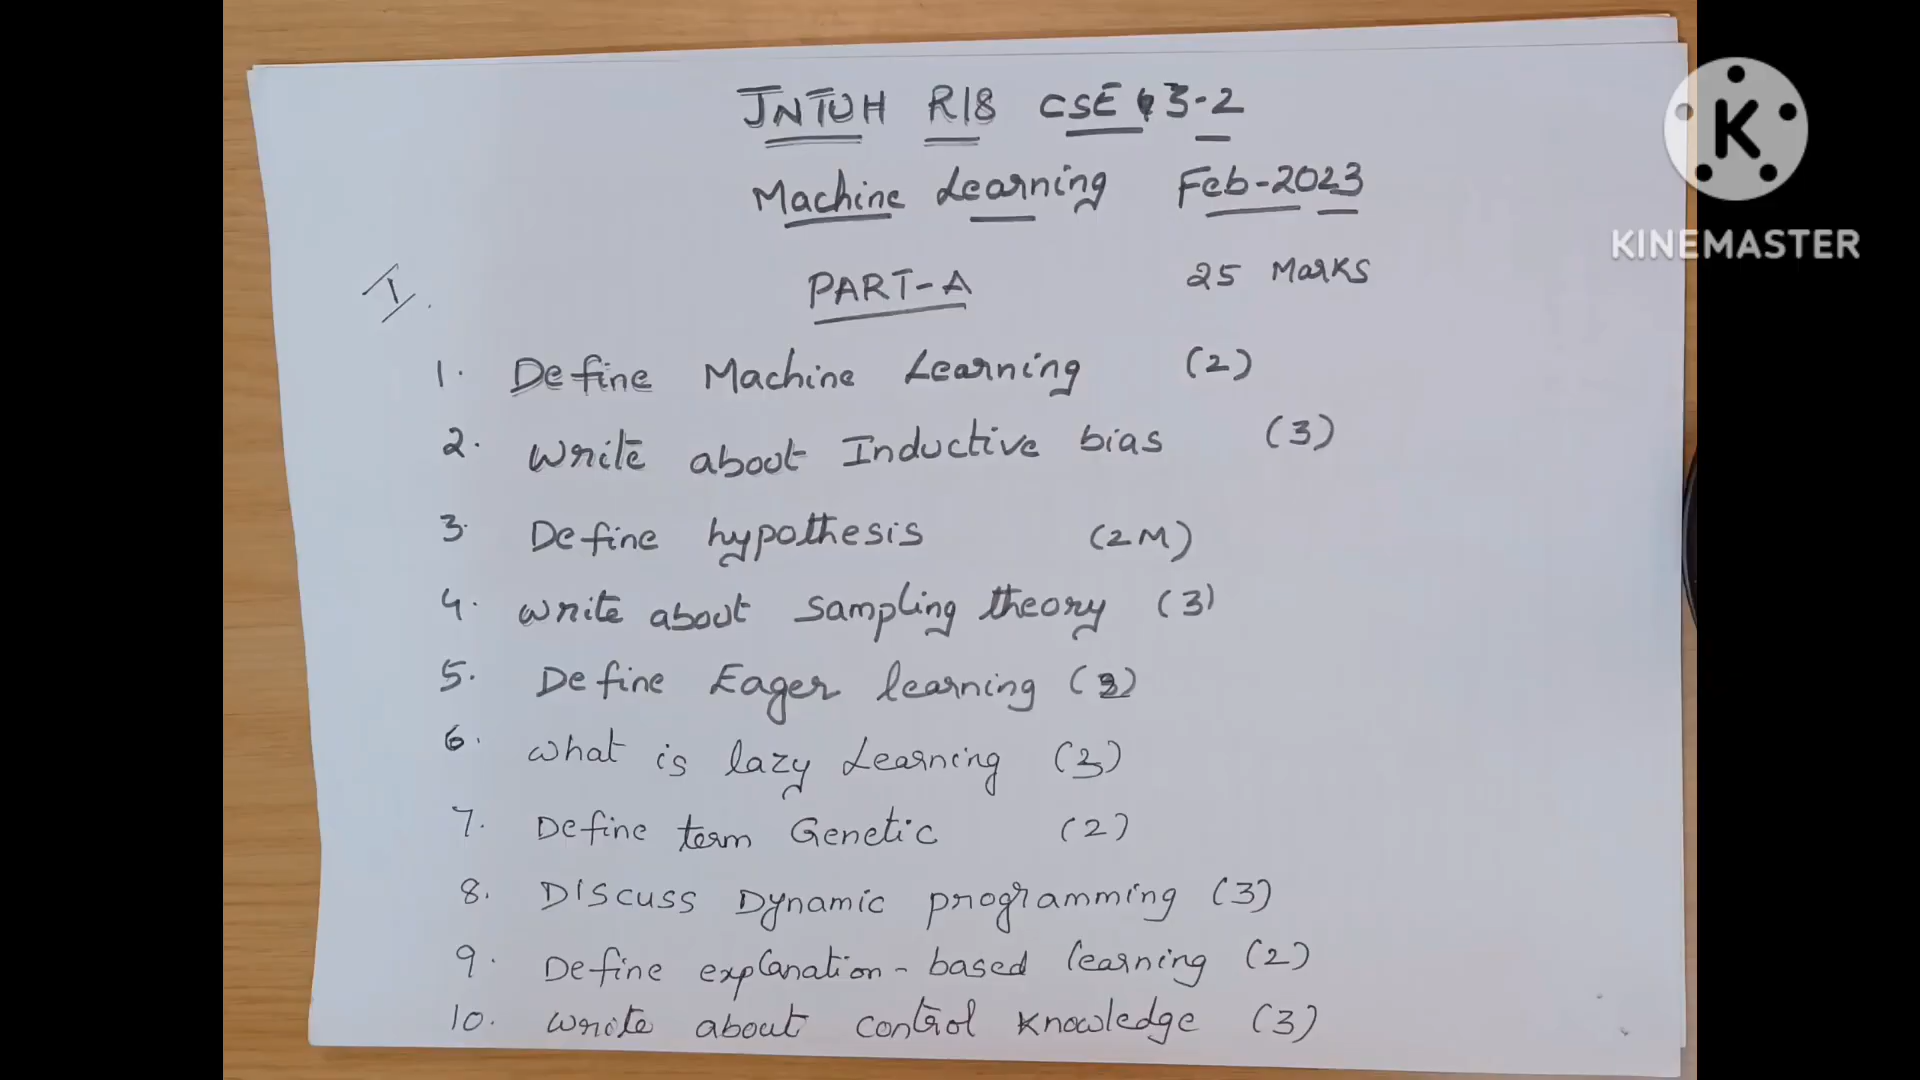 JNTUH R18 CSE 3-2
Machine Learning Feb-2023
I. PART-A 25 Marks
1. Define Machine Learning (2)
2. Write about Inductive bias (3)
3. Define hypothesis (2M)
4. Write about sampling theory (3)
5. Define Eager learning (2)
6. What is lazy Learning (3)
7. Define term Genetic (2)
8. Discuss Dynamic programming (3)
9. Define explanation-based learning (2)
10. Write about control Knowledge (3)
K
KINEMASTER